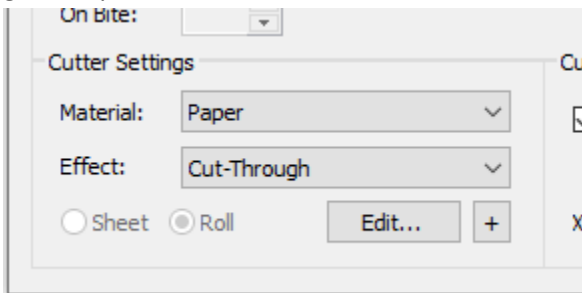 On Bite:
Cutter Settings
Material: Paper
Effect: Cut-Through
Sheet Roll Edit... + X